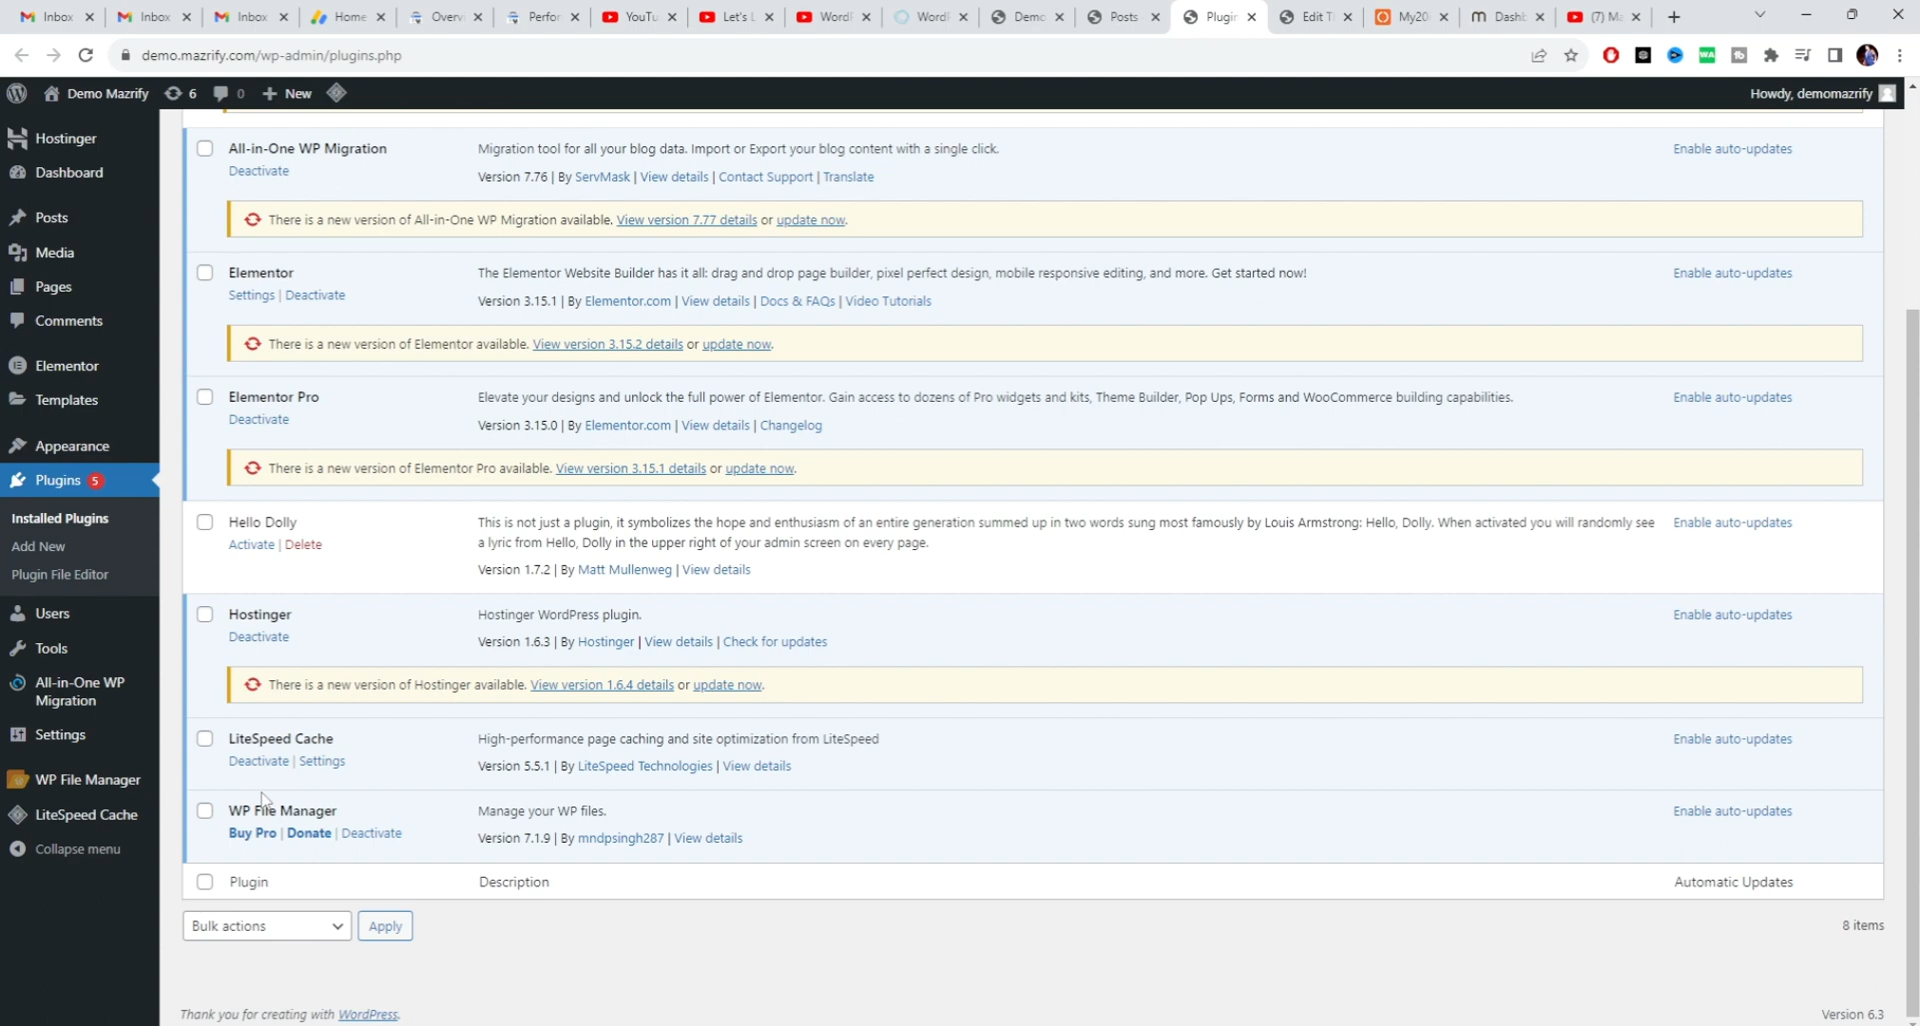 Inbox
Inbox
Inbox
Home
Overv
Perfor
YouTu
Let's L
WordF
WordF
Demo
Posts
Plugin
Edit Ti
My20
Dashb
(7) Ma
demo.mazrify.com/wp-admin/plugins.php
Demo Mazrify 6 0 New Howdy, demomazrify
Hostinger
Dashboard
Posts
Media
Pages
Comments
Elementor
Templates
Appearance
Plugins 5
Installed Plugins
Add New
Plugin File Editor
Users
Tools
All-in-One WP
Migration
Settings
WP File Manager
LiteSpeed Cache
Collapse menu
All-in-One WP Migration Migration tool for all your blog data. Import or Export your blog content with a single click. Enable auto-updates
Deactivate
Version 7.76 | By ServMask | View details | Contact Support | Translate
There is a new version of All-in-One WP Migration available. View version 7.77 details or update now.
Elementor The Elementor Website Builder has it all: drag and drop page builder, pixel perfect design, mobile responsive editing, and more. Get started now! Enable auto-updates
Settings | Deactivate
Version 3.15.1 | By Elementor.com | View details | Docs & FAQs | Video Tutorials
There is a new version of Elementor available. View version 3.15.2 details or update now.
Elementor Pro Elevate your designs and unlock the full power of Elementor. Gain access to dozens of Pro widgets and kits, Theme Builder, Pop Ups, Forms and WooCommerce building capabilities. Enable auto-updates
Deactivate
Version 3.15.0 | By Elementor.com | View details | Changelog
There is a new version of Elementor Pro available. View version 3.15.1 details or update now.
Hello Dolly This is not just a plugin, it symbolizes the hope and enthusiasm of an entire generation summed up in two words sung most famously by Louis Armstrong: Hello, Dolly. When activated you will randomly see Enable auto-updates
Activate | Delete a lyric from Hello, Dolly in the upper right of your admin screen on every page.
Version 1.7.2 | By Matt Mullenweg | View details
Hostinger Hostinger WordPress plugin. Enable auto-updates
Deactivate
Version 1.6.3 | By Hostinger | View details | Check for updates
There is a new version of Hostinger available. View version 1.6.4 details or update now.
LiteSpeed Cache High-performance page caching and site optimization from LiteSpeed Enable auto-updates
Deactivate | Settings
Version 5.5.1 | By LiteSpeed Technologies | View details
WP File Manager Manage your WP files. Enable auto-updates
Buy Pro | Donate | Deactivate
Version 7.1.9 | By mndpsingh287 | View details
Plugin Description Automatic Updates
Bulk actions Apply 8 items
Thank you for creating with WordPress. Version 6.3